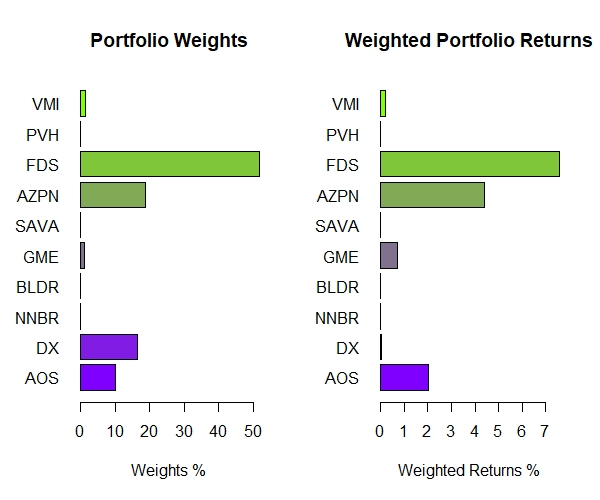 Portfolio Weights
VMI
PVH
FDS
AZPN
SAVA
GME
BLDR
NNBR
DX
AOS
0 10 20 30 40 50
Weights %
Weighted Portfolio Returns
VMI
PVH
FDS
AZPN
SAVA
GME
BLDR
NNBR
DX
AOS
0 1 2 3 4 5 6 7
Weighted Returns %